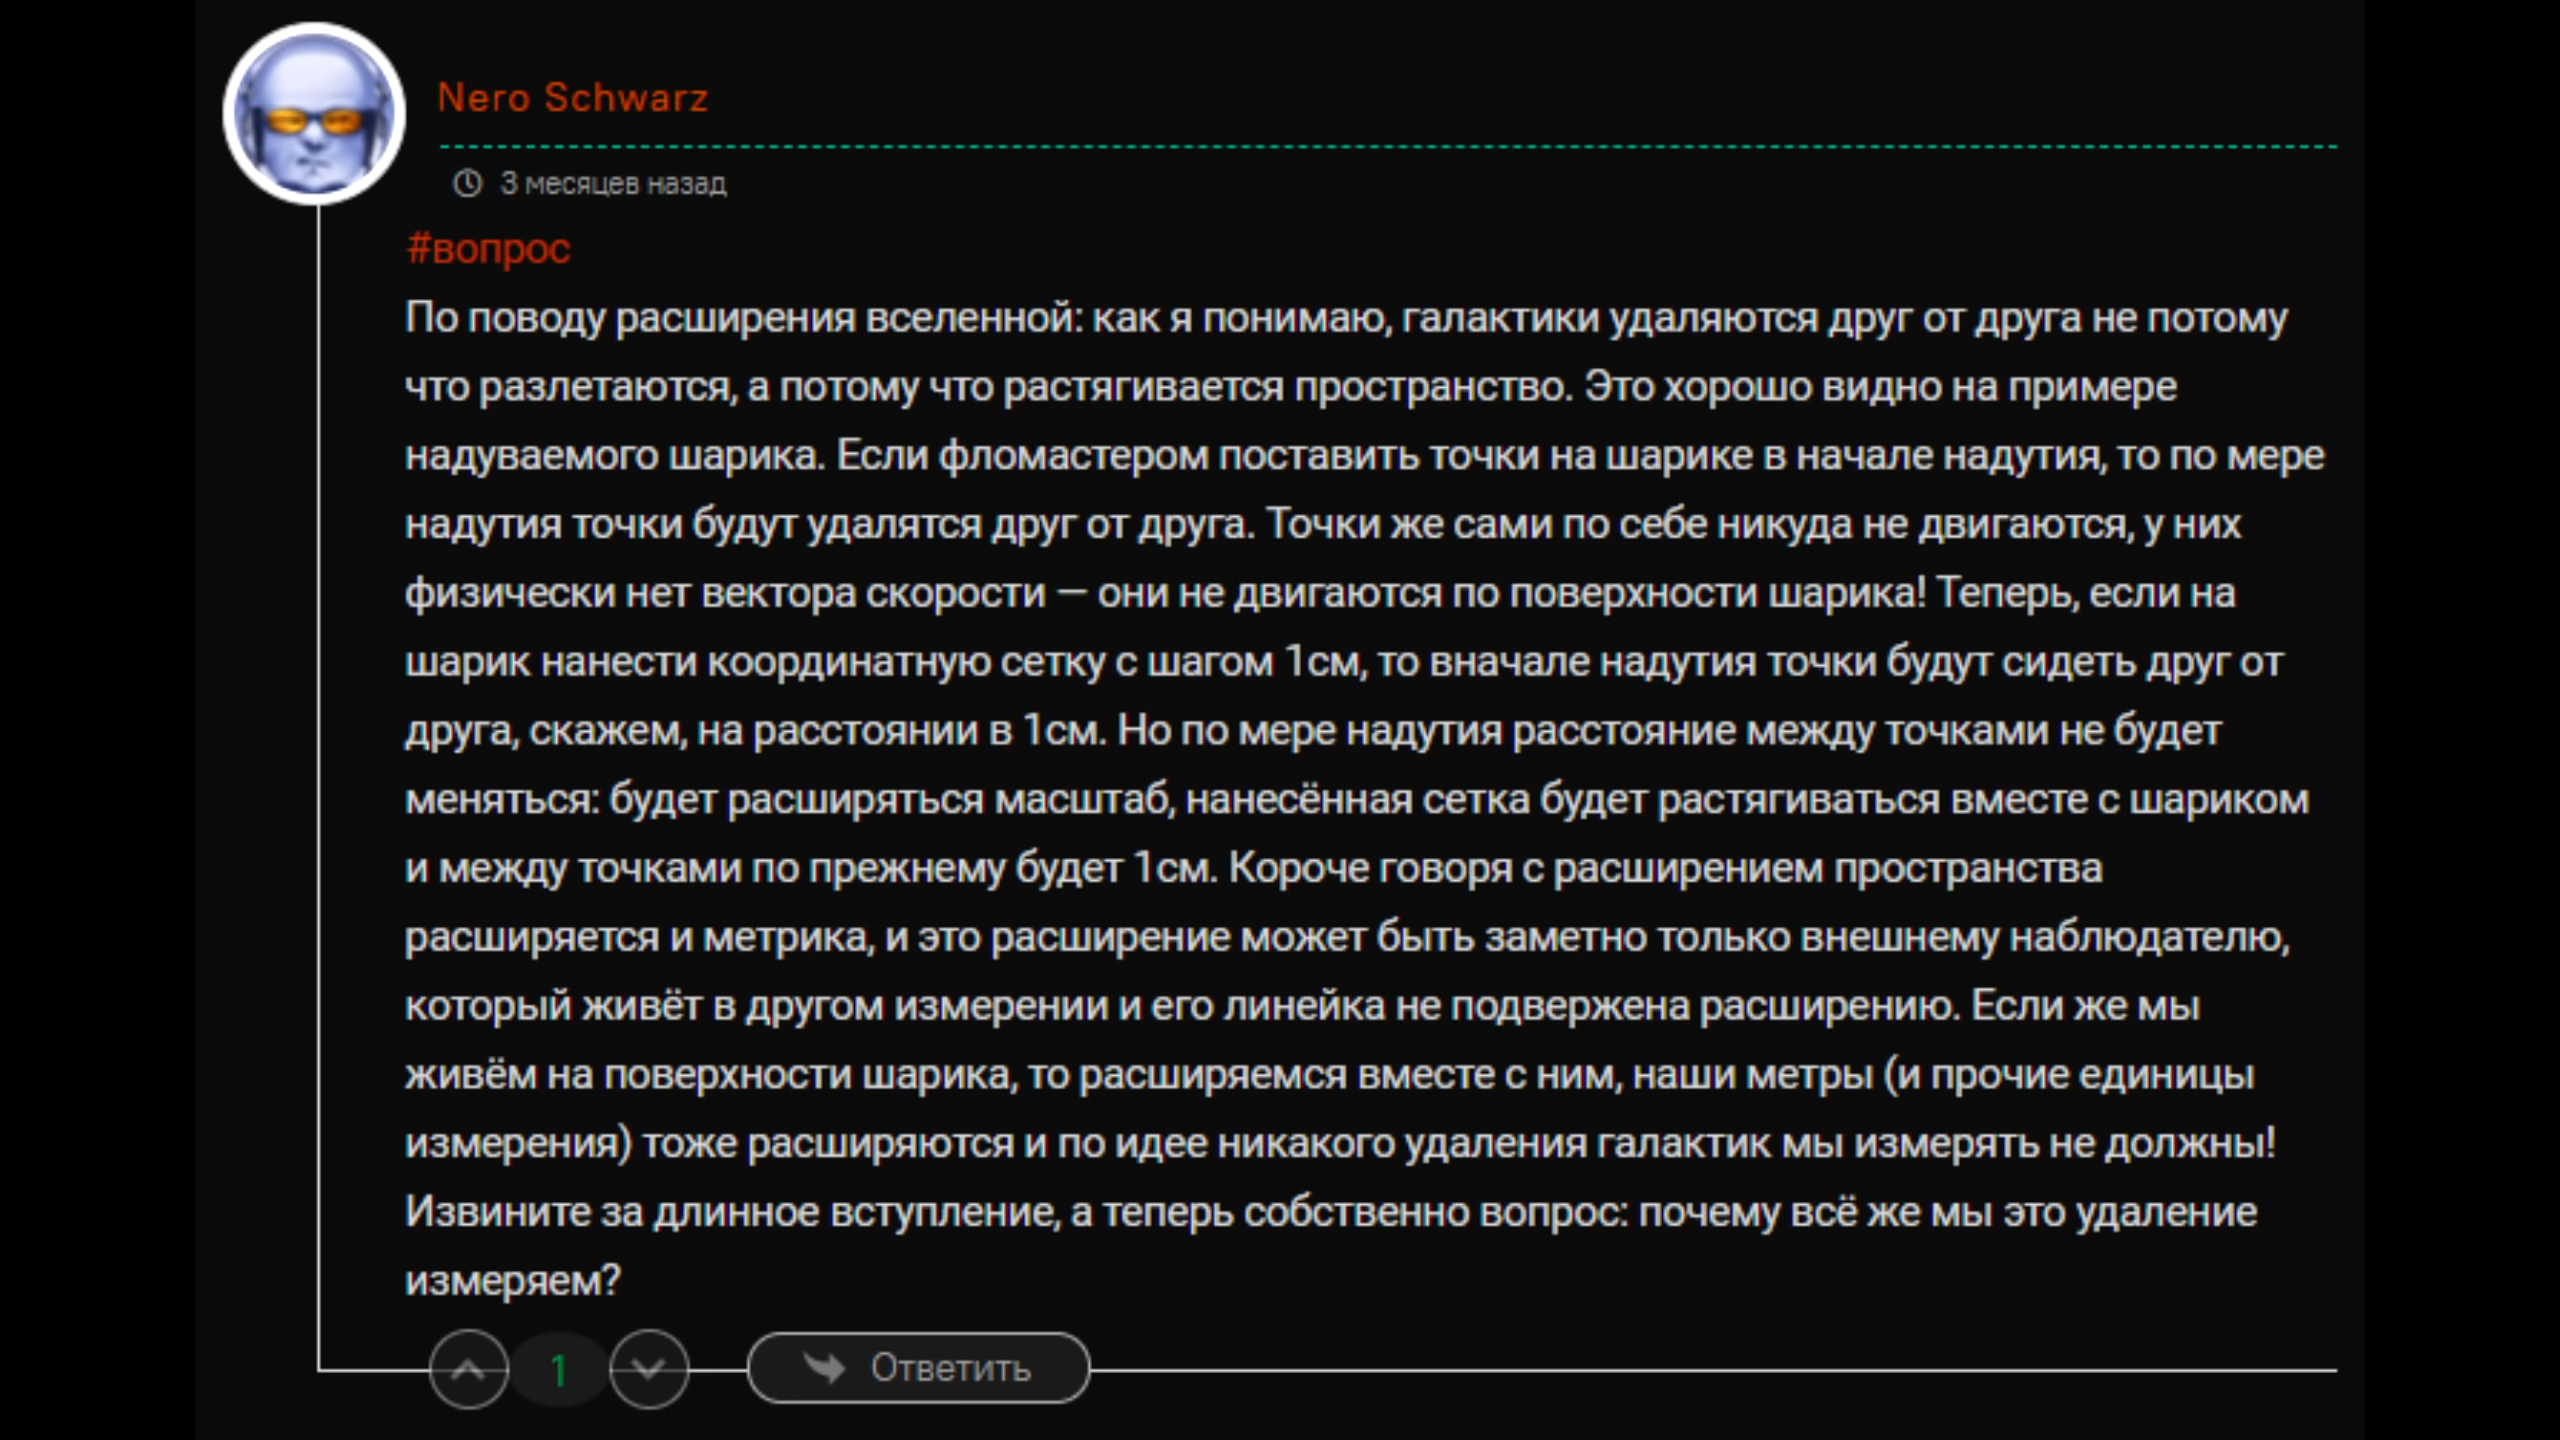 Nero Schwarz
3 месяцев назад
#вопрос
По поводу расширения вселенной: как я понимаю, галактики удаляются друг от друга не потому
что разлетаются, а потому что растягивается пространство. Это хорошо видно на примере
надуваемого шарика. Если фломастером поставить точки на шарике в начале надутия, то по мере
надутия точки будут удалятся друг от друга. Точки же сами по себе никуда не двигаются, у них
физически нет вектора скорости — они не двигаются по поверхности шарика! Теперь, если на
шарик нанести координатную сетку с шагом 1см, то вначале надутия точки будут сидеть друг от
друга, скажем, на расстоянии в 1см. Но по мере надутия расстояние между точками не будет
меняться: будет расширяться масштаб, нанесённая сетка будет растягиваться вместе с шариком
и между точками по прежнему будет 1см. Короче говоря с расширением пространства
расширяется и метрика, и это расширение может быть заметно только внешнему наблюдателю,
который живёт в другом измерении и его линейка не подвержена расширению. Если же мы
живём на поверхности шарика, то расширяемся вместе с ним, наши метры (и прочие единицы
измерения) тоже расширяются и по идее никакого удаления галактик мы измерять не должны!
Извините за длинное вступление, а теперь собственно вопрос: почему всё же мы это удаление
измеряем?
1
Ответить